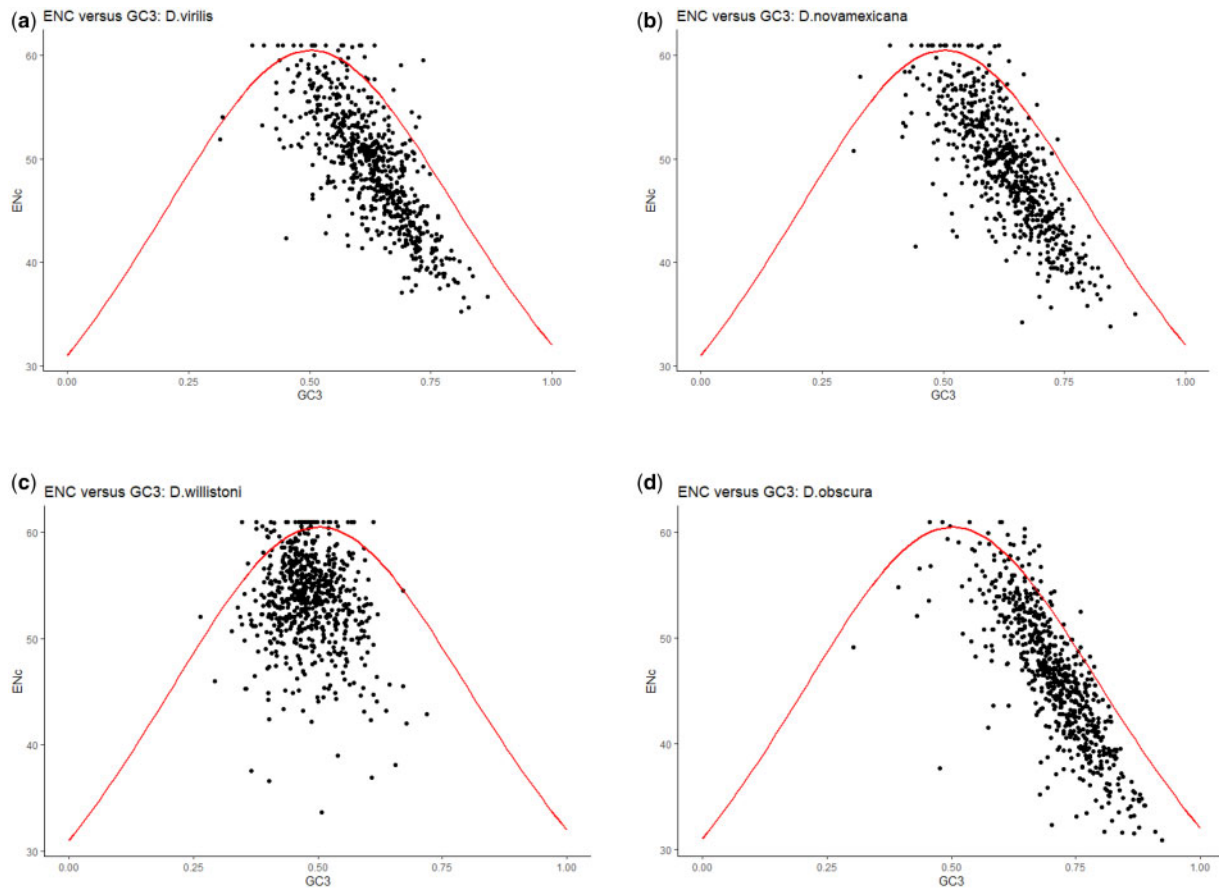 (a) ENC versus GC3: D.virilis
60
50
40
30
ENc
0.00 0.25 0.50 0.75 1.00
GC3
(b) ENC versus GC3: D.novamexicana
60
50
40
30
ENc
0.00 0.25 0.50 0.75 1.00
GC3
(c) ENC versus GC3: D.willistoni
60
50
40
30
ENc
0.00 0.25 0.50 0.75 1.00
GC3
(d) ENC versus GC3: D.obscura
60
50
40
30
ENc
0.00 0.25 0.50 0.75 1.00
GC3